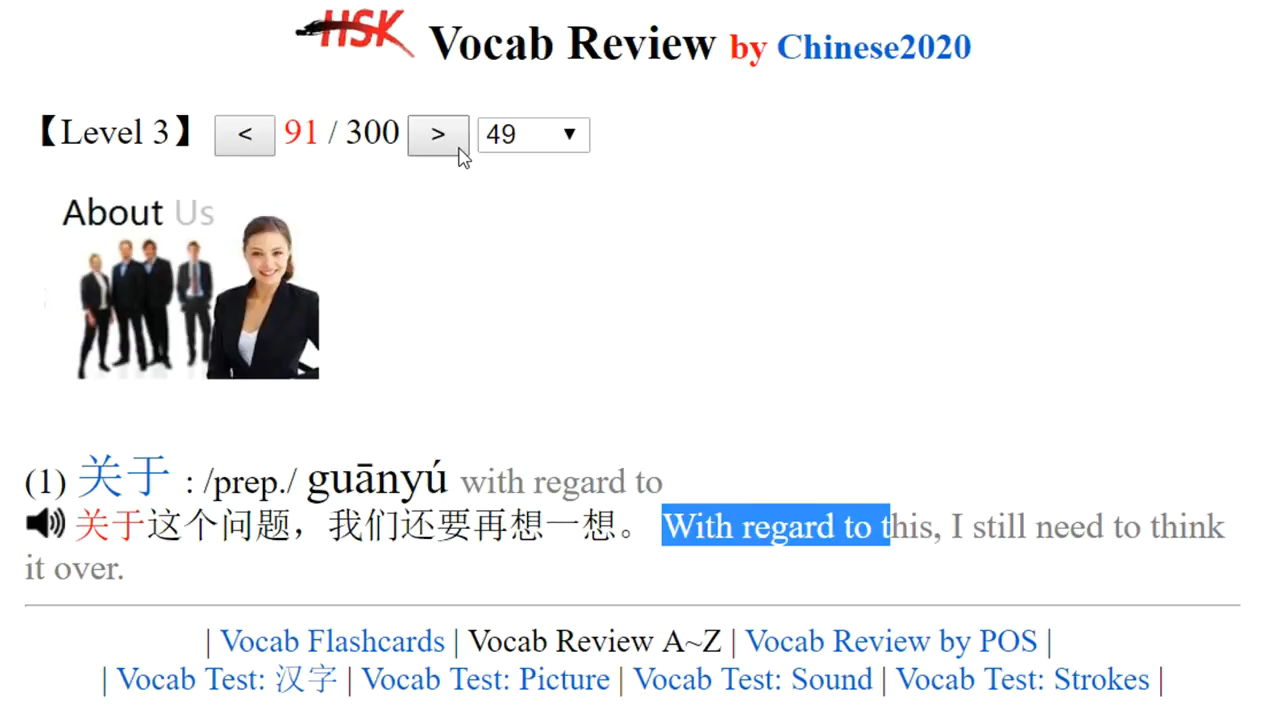 HSK Vocab Review by Chinese2020
【Level 3】 < 91 / 300 > 49 ▼
About Us
(1) 关于 : /prep./ guānyú with regard to
关于这个问题，我们还要再想一想。 With regard to this, I still need to think
it over.
| Vocab Flashcards | Vocab Review A~Z | Vocab Review by POS |
| Vocab Test: 汉字 | Vocab Test: Picture | Vocab Test: Sound | Vocab Test: Strokes |